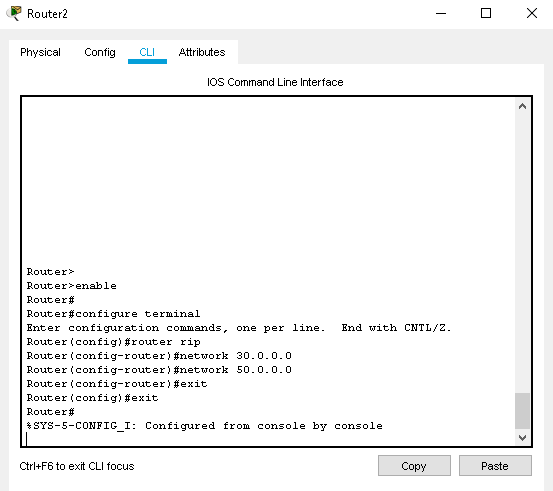 Router2
Physical Config CLI Attributes
IOS Command Line Interface
Router>
Router>enable
Router#
Router#configure terminal
Enter configuration commands, one per line.  End with CNTL/Z.
Router(config)#router rip
Router(config-router)#network 30.0.0.0
Router(config-router)#network 50.0.0.0
Router(config-router)#exit
Router(config)#exit
Router#
%SYS-5-CONFIG_I: Configured from console by console
Ctrl+F6 to exit CLI focus
Copy Paste